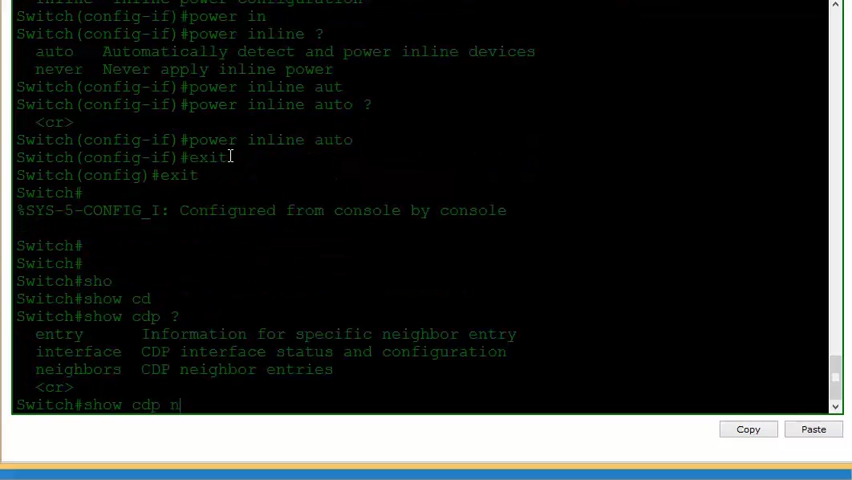 inline  Inline power configuration
Switch(config-if)#power in
Switch(config-if)#power inline ?
  auto   Automatically detect and power inline devices
  never  Never apply inline power
Switch(config-if)#power inline aut
Switch(config-if)#power inline auto ?
  <cr>
Switch(config-if)#power inline auto
Switch(config-if)#exit
Switch(config)#exit
Switch#
%SYS-5-CONFIG_I: Configured from console by console
Switch#
Switch#
Switch#sho
Switch#show cd
Switch#show cdp ?
  entry      Information for specific neighbor entry
  interface  CDP interface status and configuration
  neighbors  CDP neighbor entries
  <cr>
Switch#show cdp n
Copy Paste